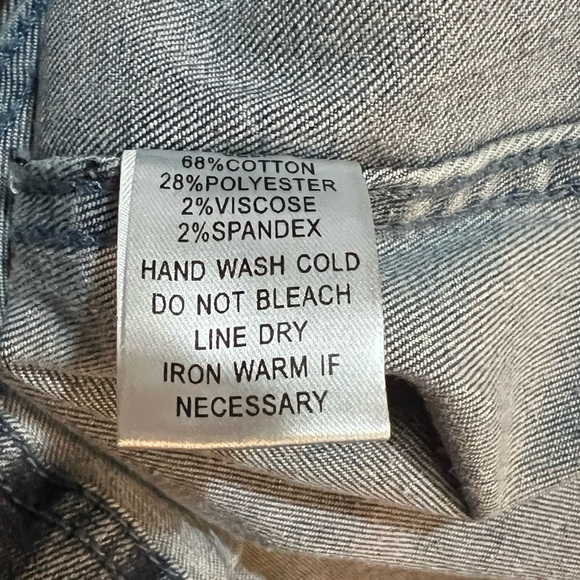 68%COTTON
28%POLYESTER
2%VISCOSE
2%SPANDEX
HAND WASH COLD
DO NOT BLEACH
LINE DRY
IRON WARM IF
NECESSARY